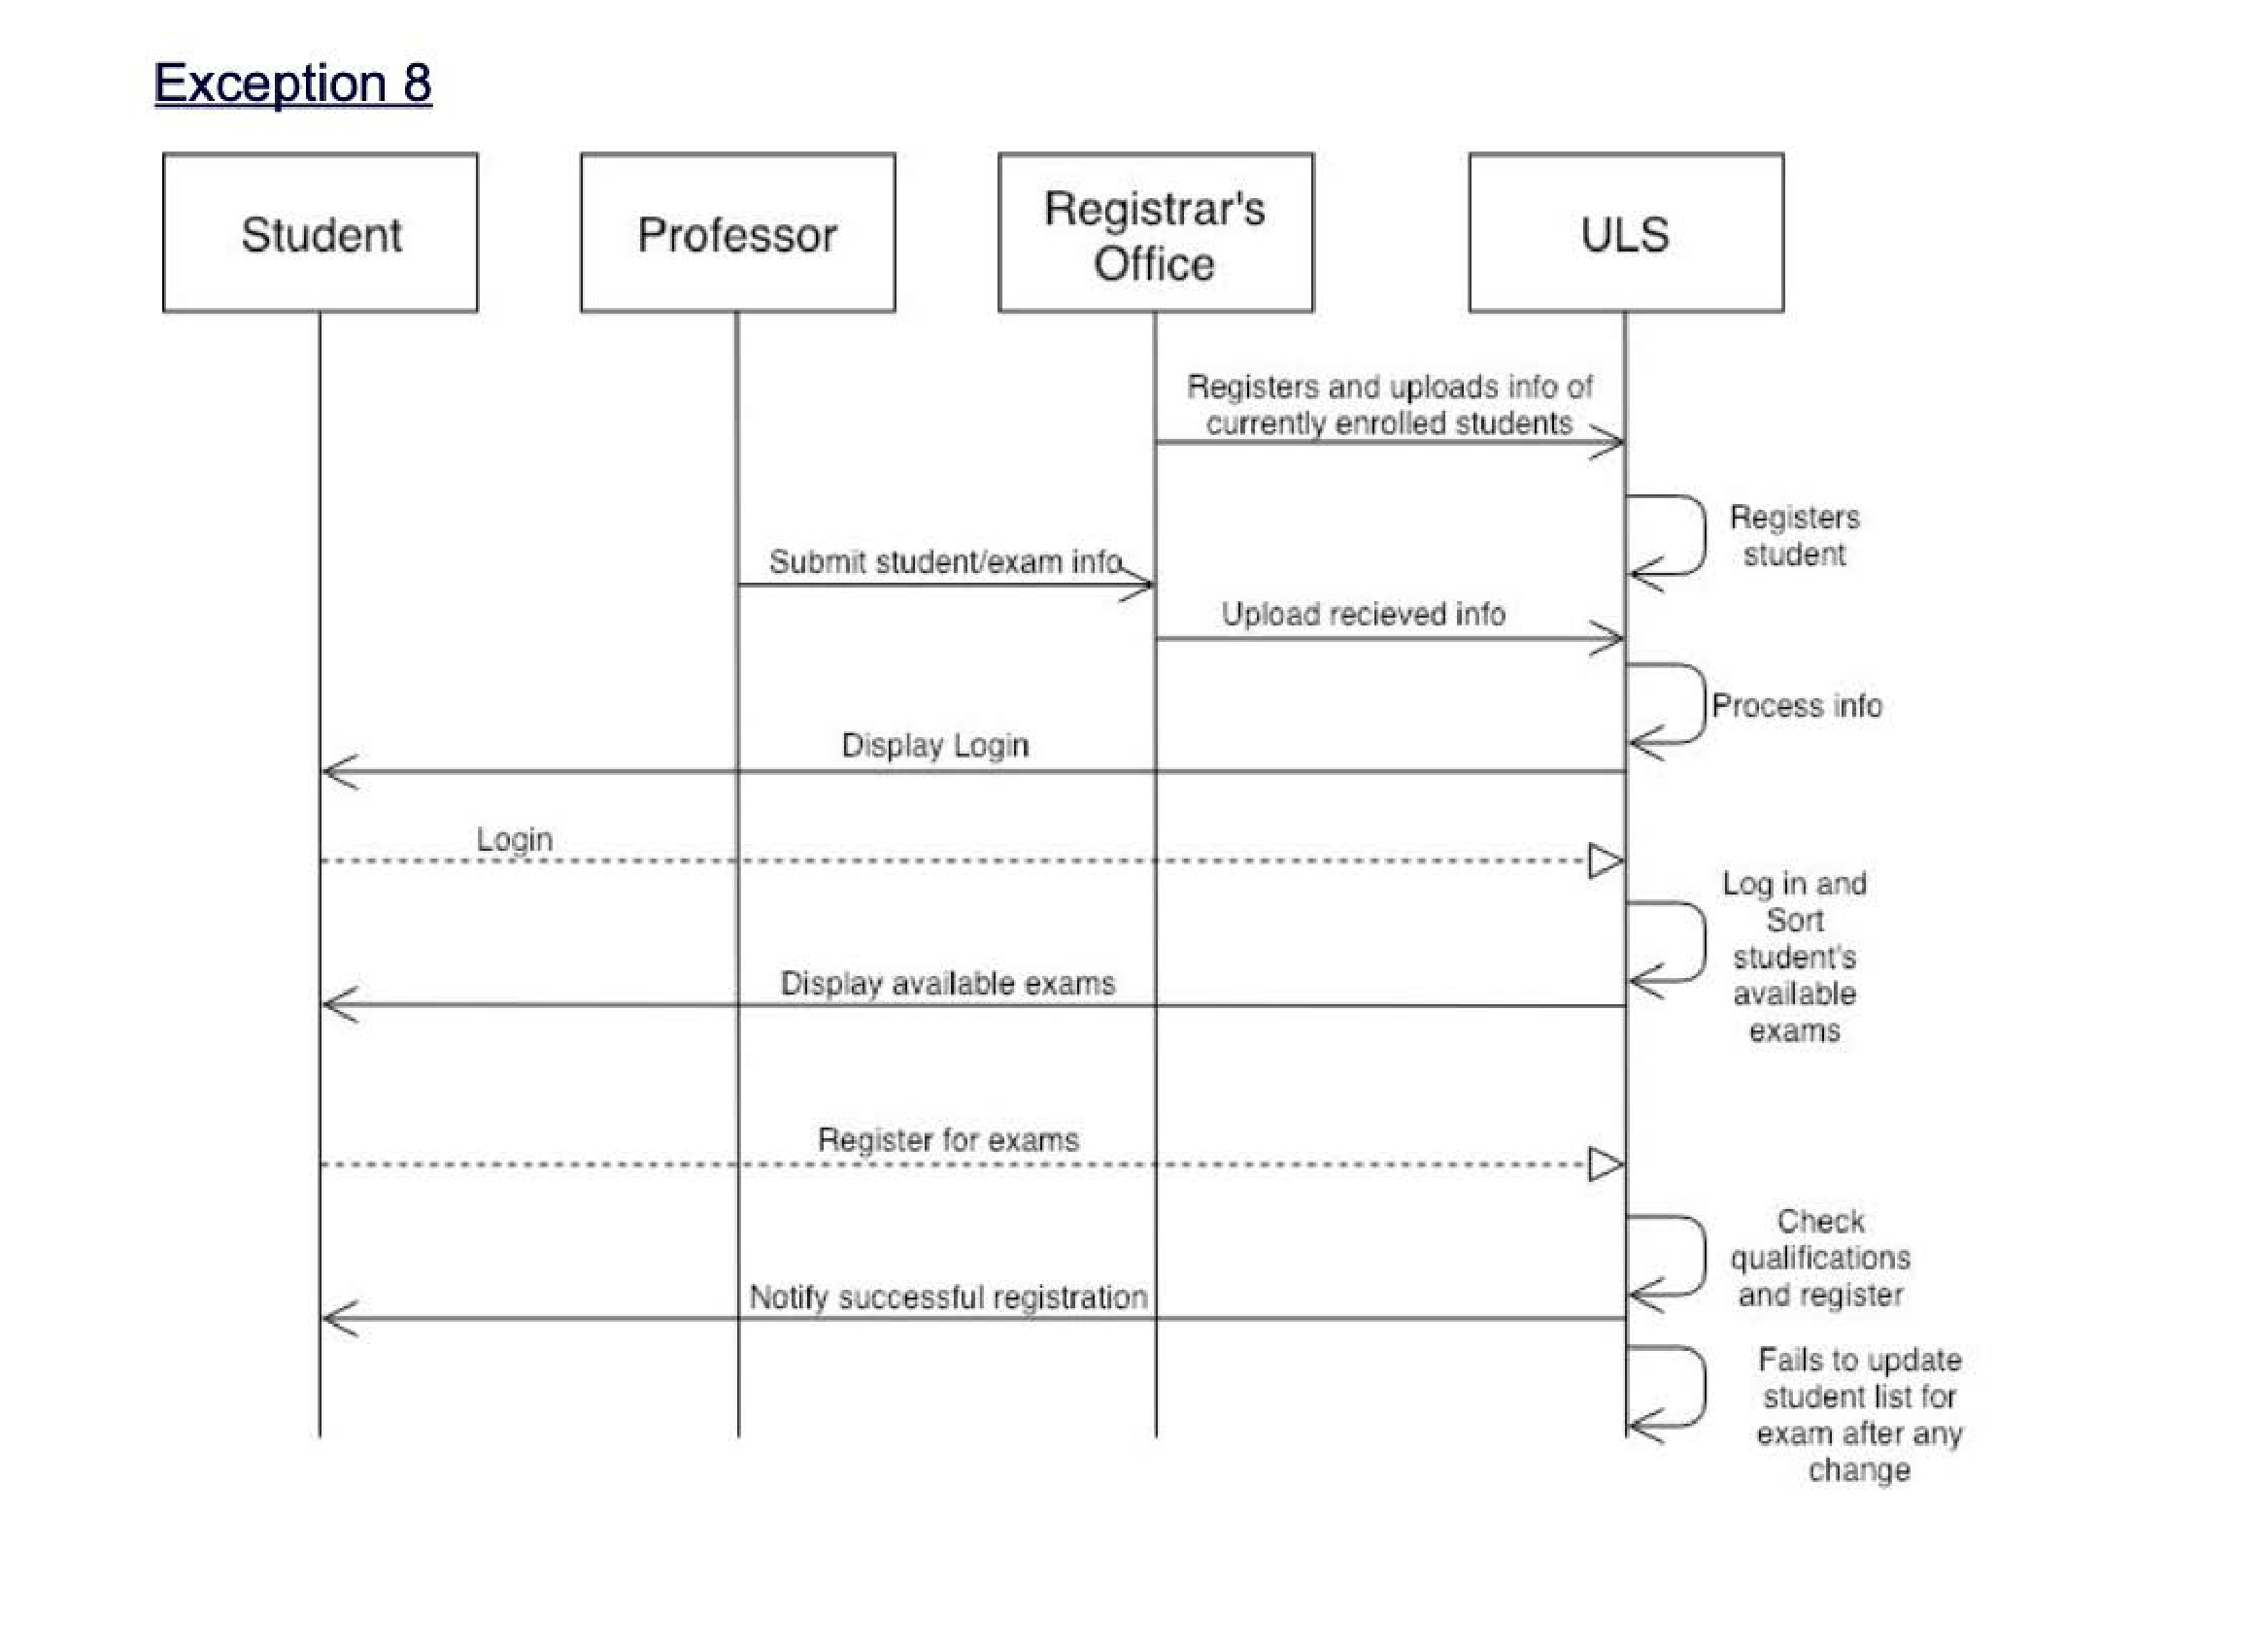 Exception 8
Student
Professor
Registrar's
Office
ULS
Registers and uploads info of
currently enrolled students
Registers
student
Submit student/exam info
Upload recieved info
Process info
Display Login
Login
Log in and
Sort
student's
available
exams
Display available exams
Register for exams
Check
qualifications
and register
Notify successful registration
Fails to update
student list for
exam after any
change